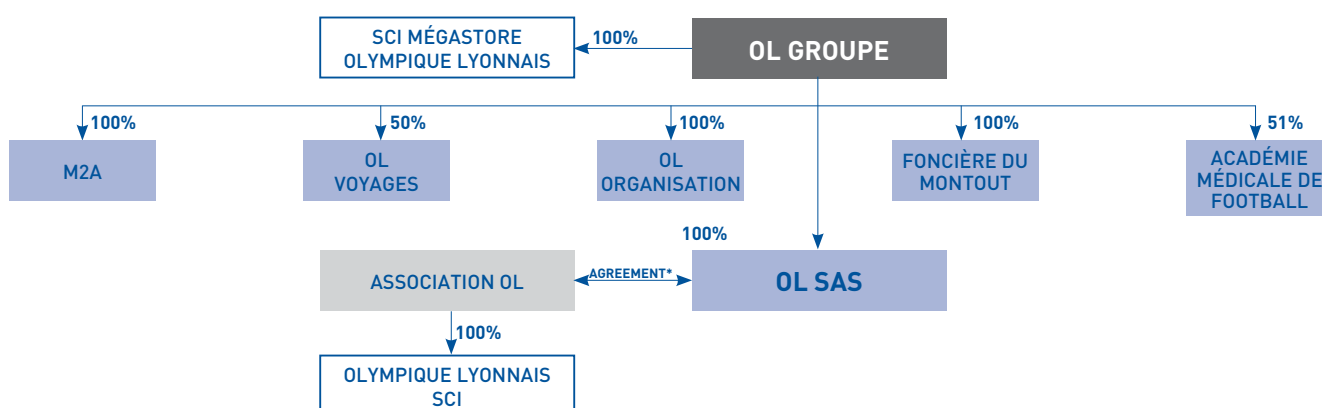 SCI MÉGASTORE
OLYMPIQUE LYONNAIS
100%
OL GROUPE
100%
50%
100%
100%
51%
M2A
OL
VOYAGES
OL
ORGANISATION
FONCIÈRE DU
MONTOUT
ACADÉMIE
MÉDICALE DE
FOOTBALL
100%
ASSOCIATION OL
AGREEMENT*
OL SAS
100%
OLYMPIQUE LYONNAIS
SCI